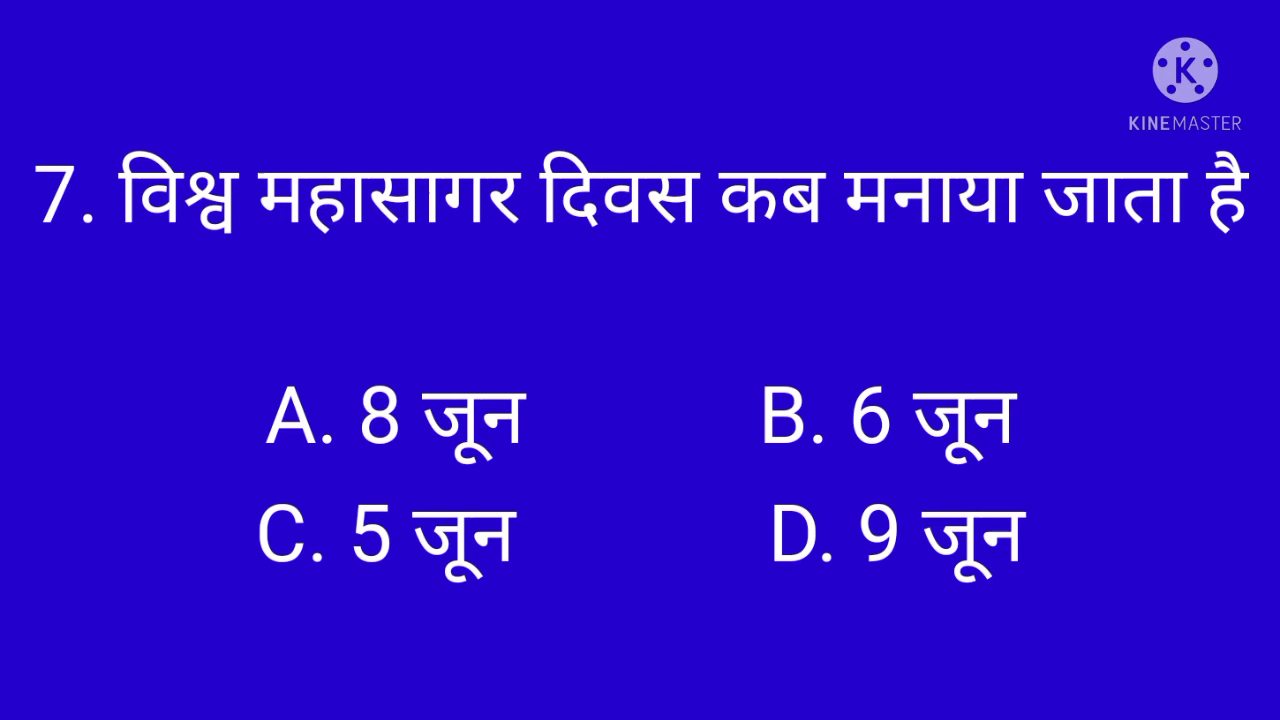 KINEMASTER
7. विश्व महासागर दिवस कब मनाया जाता है
A. 8 जून B. 6 जून
C. 5 जून D. 9 जून